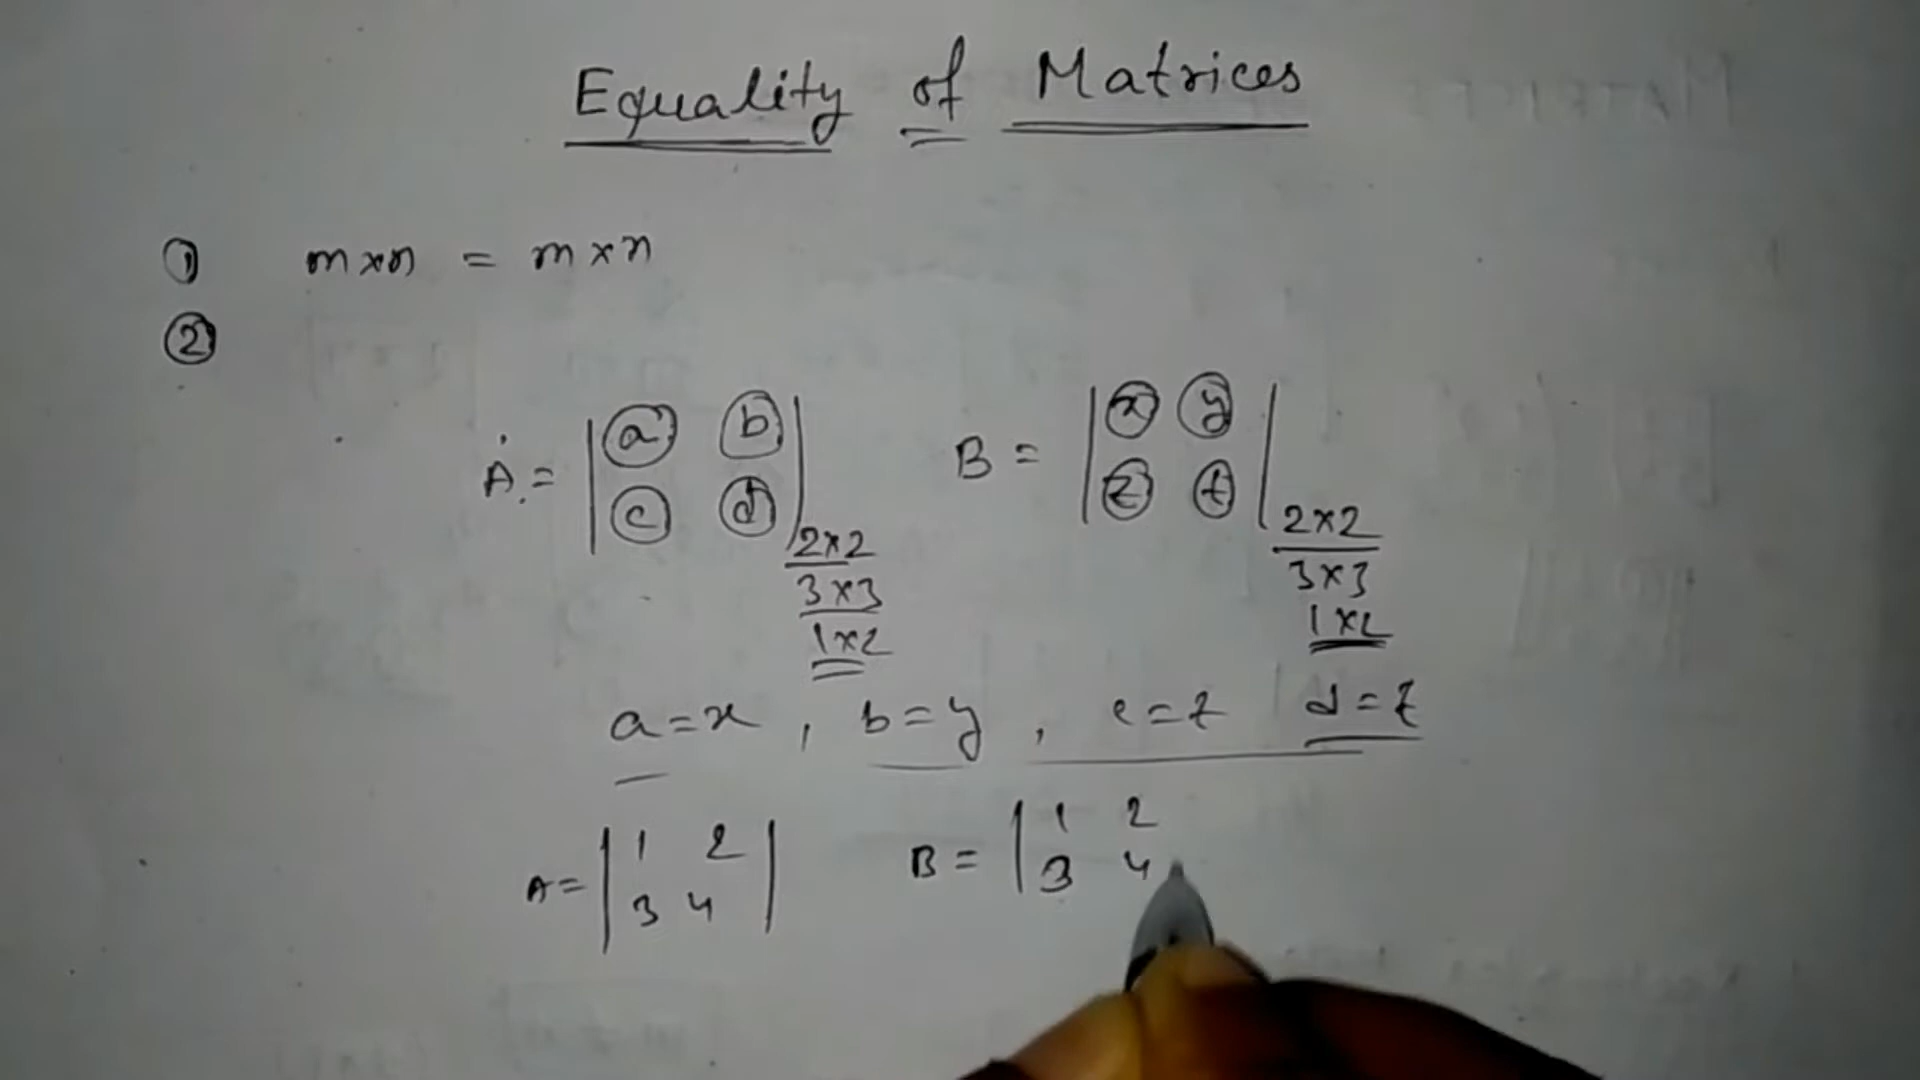 Equality of Matrices
① m×n = m×n
②
A = | a b | B = | x y |
| c d | | z t |
2×2 2×2
3×3 3×3
1×2 1×2
a=x , b=y , c=z d=t
A = | 1 2 | B = | 1 2
| 3 4 | | 3 4